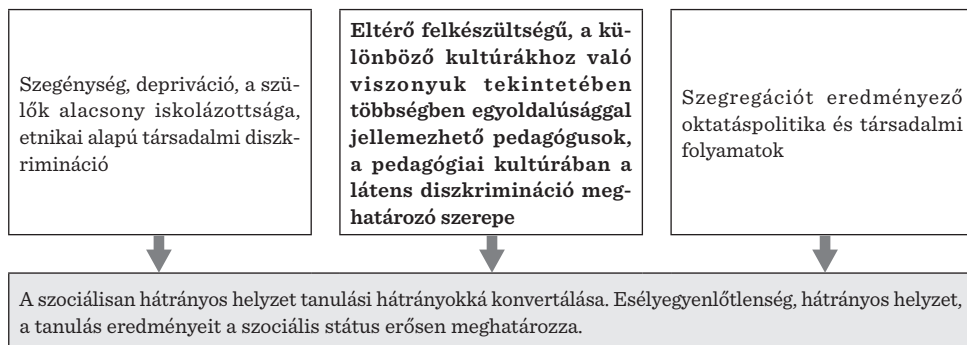 Szegénység, depriváció, a szü-
lők alacsony iskolázottsága,
etnikai alapú társadalmi diszk-
rimináció
Eltérő felkészültségű, a kü-
lönböző kultúrákhoz való
viszonyuk tekintetében
többségben egyoldalúsággal
jellemezhető pedagógusok,
a pedagógiai kultúrában a
látens diszkrimináció meg-
határozó szerepe
Szegregációt eredményező
oktatáspolitika és társadalmi
folyamatok
A szociálisan hátrányos helyzet tanulási hátrányokká konvertálása. Esélyegyenlőtlenség, hátrányos helyzet,
a tanulás eredményeit a szociális státus erősen meghatározza.